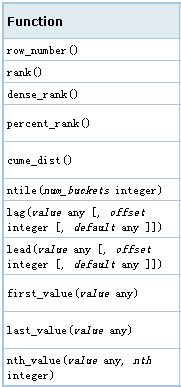 Function
row_number()
rank()
dense_rank()
percent_rank()
cume_dist()
ntile(num_buckets integer)
lag(value any [, offset
integer [, default any ]])
lead(value any [, offset
integer [, default any ]])
first_value(value any)
last_value(value any)
nth_value(value any, nth
integer)